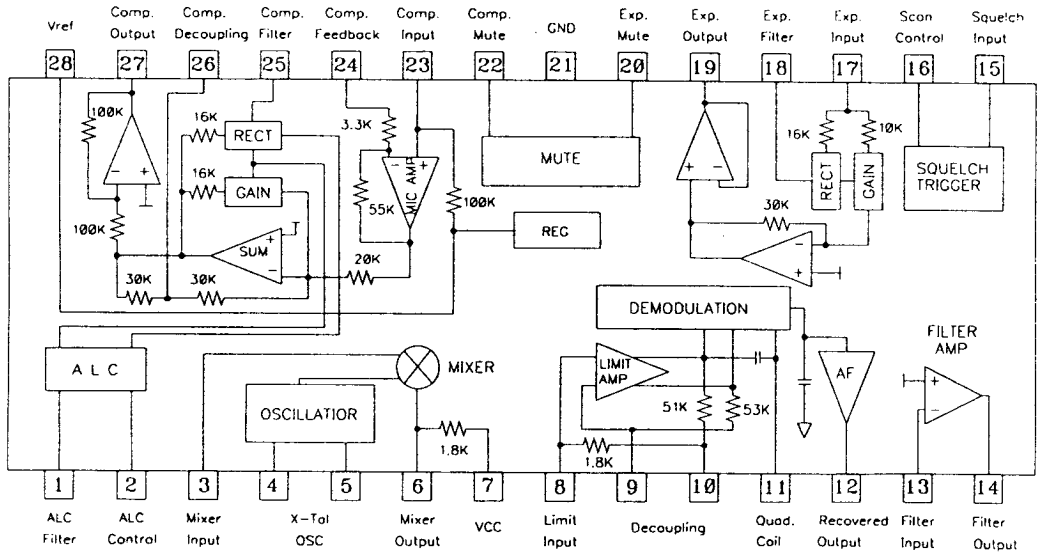 Vref
Comp. Output
Comp. Decoupling
Comp. Filter
Comp. Feedback
Comp. Input
Comp. Mute
GND
Exp. Mute
Exp. Output
Exp. Filter
Exp. Input
Scan Control
Squelch Input
28 27 26 25 24 23 22 21 20 19 18 17 16 15
100K
16K
RECT
3.3K
16K
GAIN
55K
MIC AMP
100K
MUTE
16K
10K
RECT
GAIN
SQUELCH TRIGGER
100K
SUM
20K
REG
30K
30K
30K
DEMODULATION
ALC
MIXER
LIMIT AMP
AF
FILTER AMP
OSCILLATIOR
1.8K
51K
53K
1.8K
1 2 3 4 5 6 7 8 9 10 11 12 13 14
ALC Filter
ALC Control
Mixer Input
X-Tal OSC
Mixer Output
VCC
Limit Input
Decoupling
Quad. Coil
Recovered Output
Filter Input
Filter Output